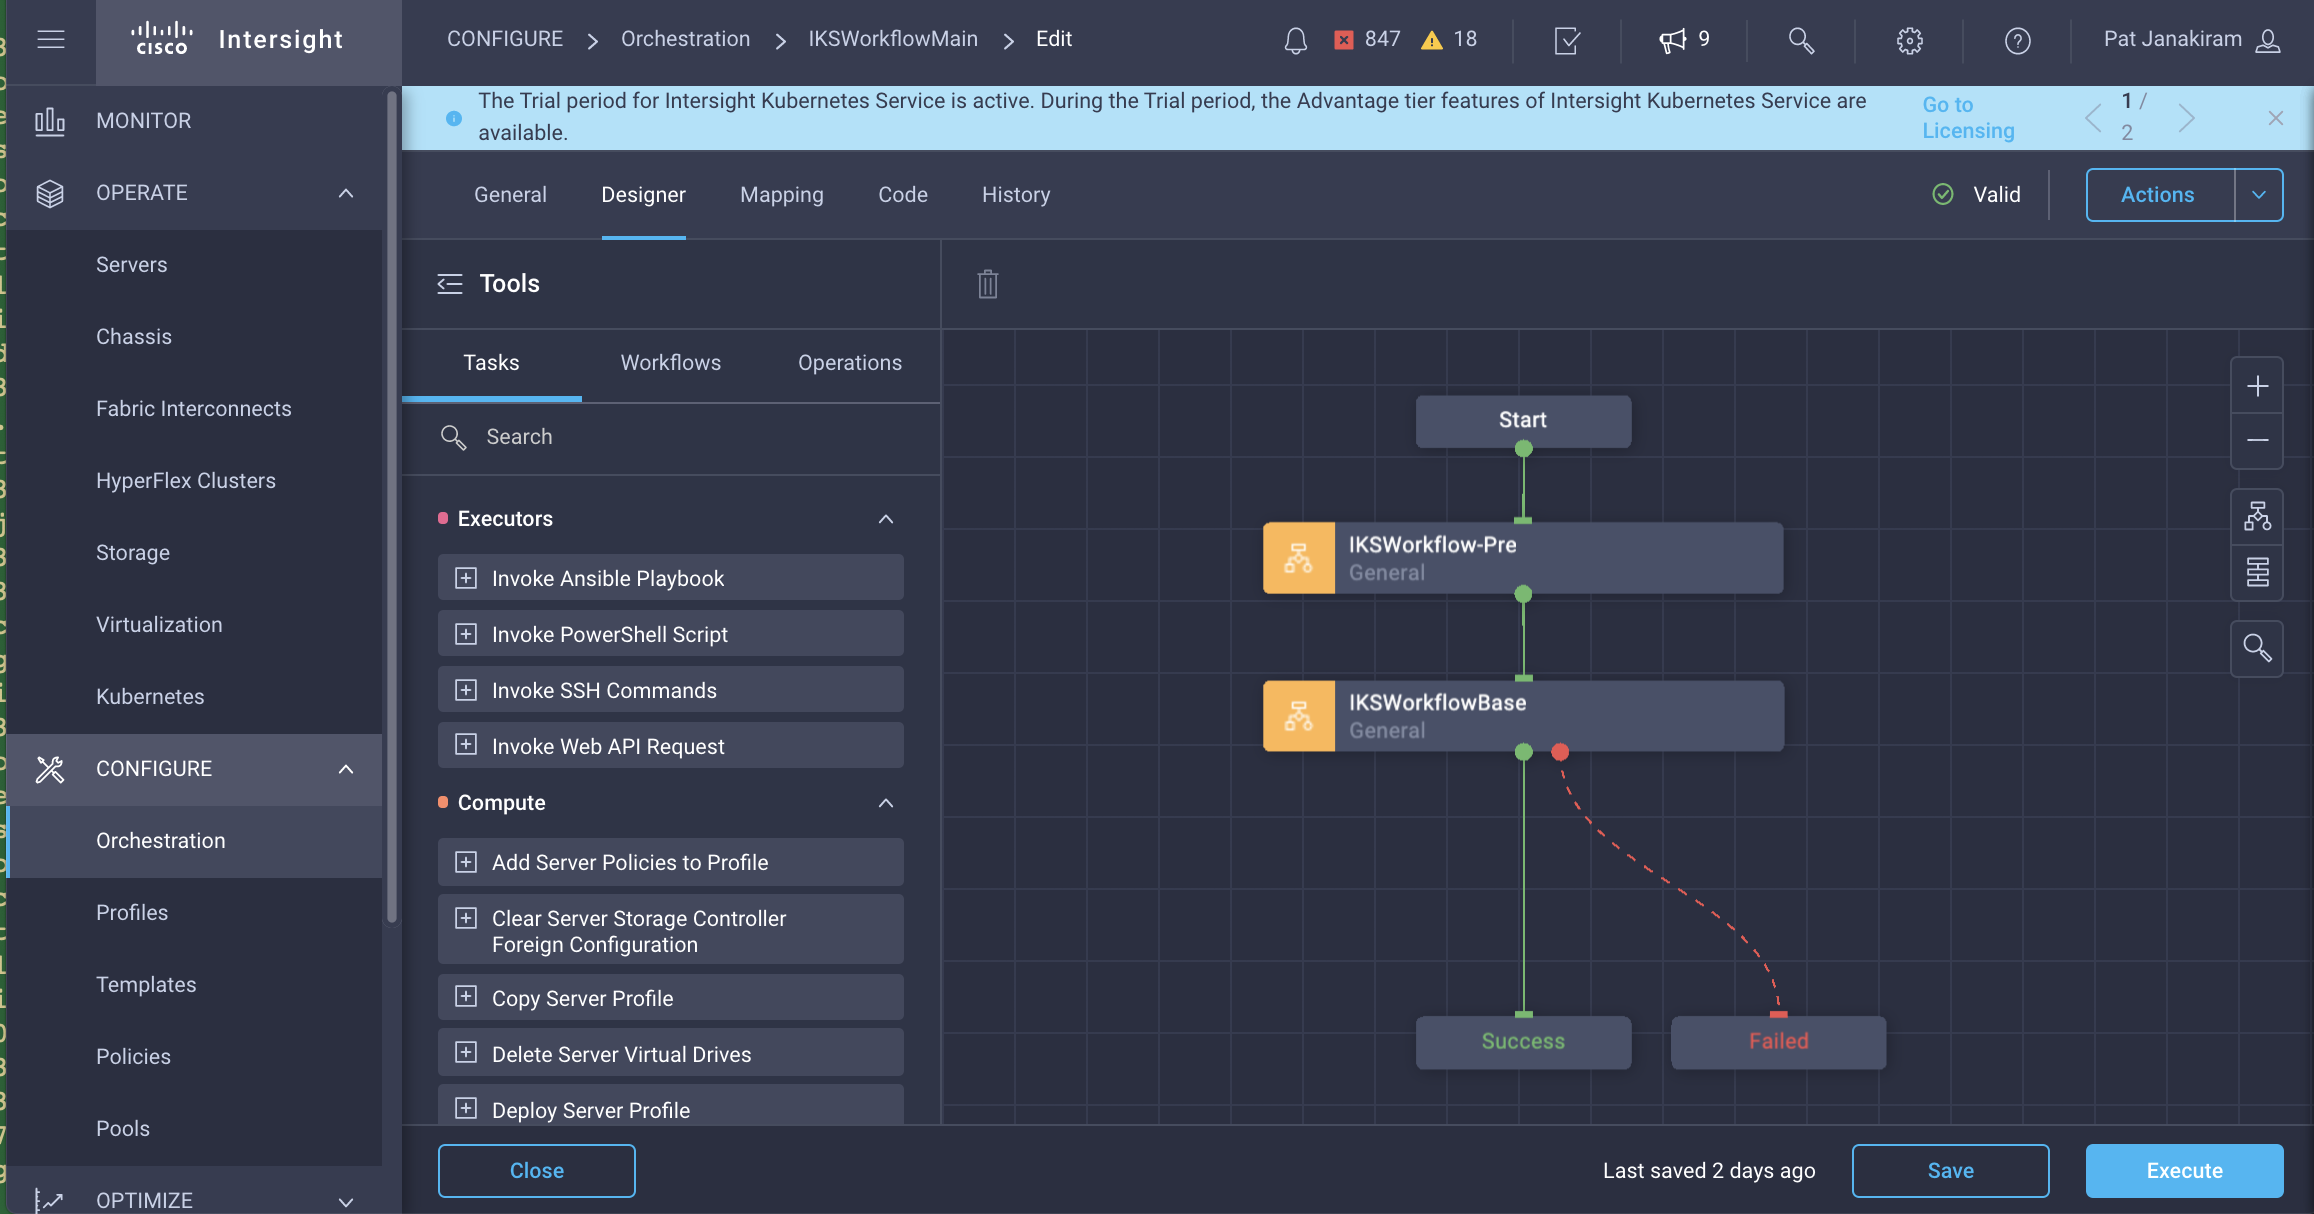 CISCO Intersight
CONFIGURE > Orchestration > IKSWorkflowMain > Edit
847 18 9 Pat Janakiram
The Trial period for Intersight Kubernetes Service is active. During the Trial period, the Advantage tier features of Intersight Kubernetes Service are
available.
Go to
Licensing
1 /
2
MONITOR
OPERATE
Servers
Chassis
Fabric Interconnects
HyperFlex Clusters
Storage
Virtualization
Kubernetes
CONFIGURE
Orchestration
Profiles
Templates
Policies
Pools
OPTIMIZE
General Designer Mapping Code History
Valid
Actions
Tools
Tasks Workflows Operations
Search
Executors
Invoke Ansible Playbook
Invoke PowerShell Script
Invoke SSH Commands
Invoke Web API Request
Compute
Add Server Policies to Profile
Clear Server Storage Controller
Foreign Configuration
Copy Server Profile
Delete Server Virtual Drives
Deploy Server Profile
Start
IKSWorkflow-Pre
General
IKSWorkflowBase
General
Success
Failed
Close
Last saved 2 days ago
Save
Execute